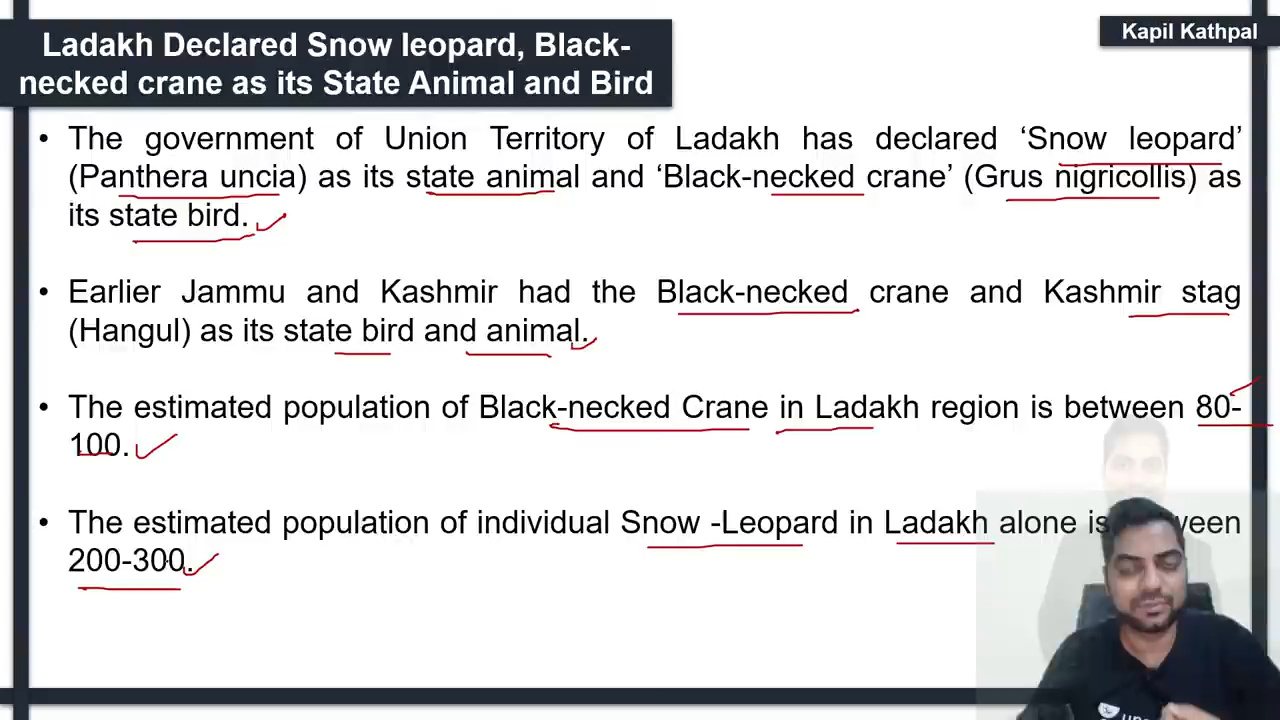 Ladakh Declared Snow leopard, Black-
necked crane as its State Animal and Bird
Kapil Kathpal
• The government of Union Territory of Ladakh has declared ‘Snow leopard’
(Panthera uncia) as its state animal and ‘Black-necked crane’ (Grus nigricollis) as
its state bird.
• Earlier Jammu and Kashmir had the Black-necked crane and Kashmir stag
(Hangul) as its state bird and animal.
• The estimated population of Black-necked Crane in Ladakh region is between 80-
100.
• The estimated population of individual Snow -Leopard in Ladakh alone is
200-300.